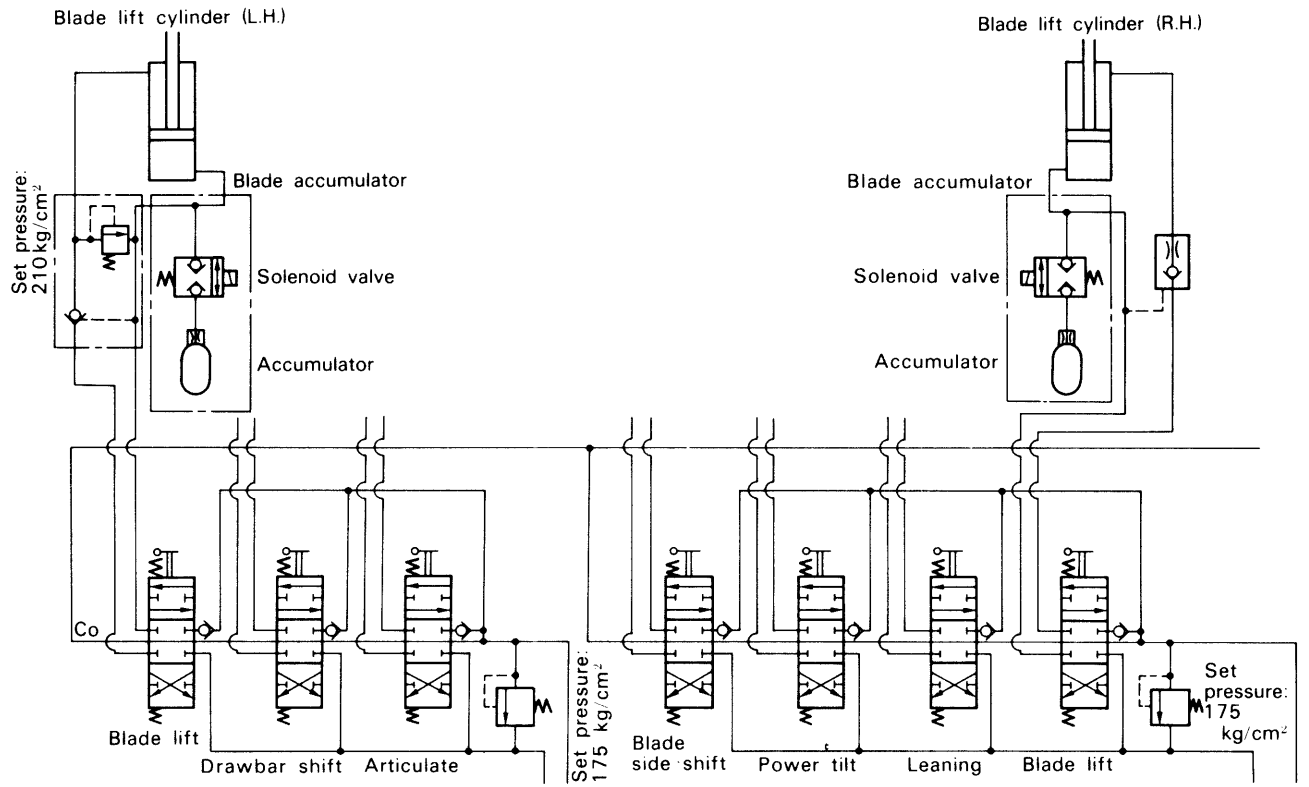 Blade lift cylinder (L.H.)
Blade lift cylinder (R.H.)
Set pressure:
210 kg/cm²
Blade accumulator
Blade accumulator
Solenoid valve
Solenoid valve
Accumulator
Accumulator
Co
Set pressure:
175 kg/cm²
Set
pressure:
175
kg/cm²
Blade lift
Drawbar shift
Articulate
Blade
side shift
Power tilt
Leaning
Blade lift